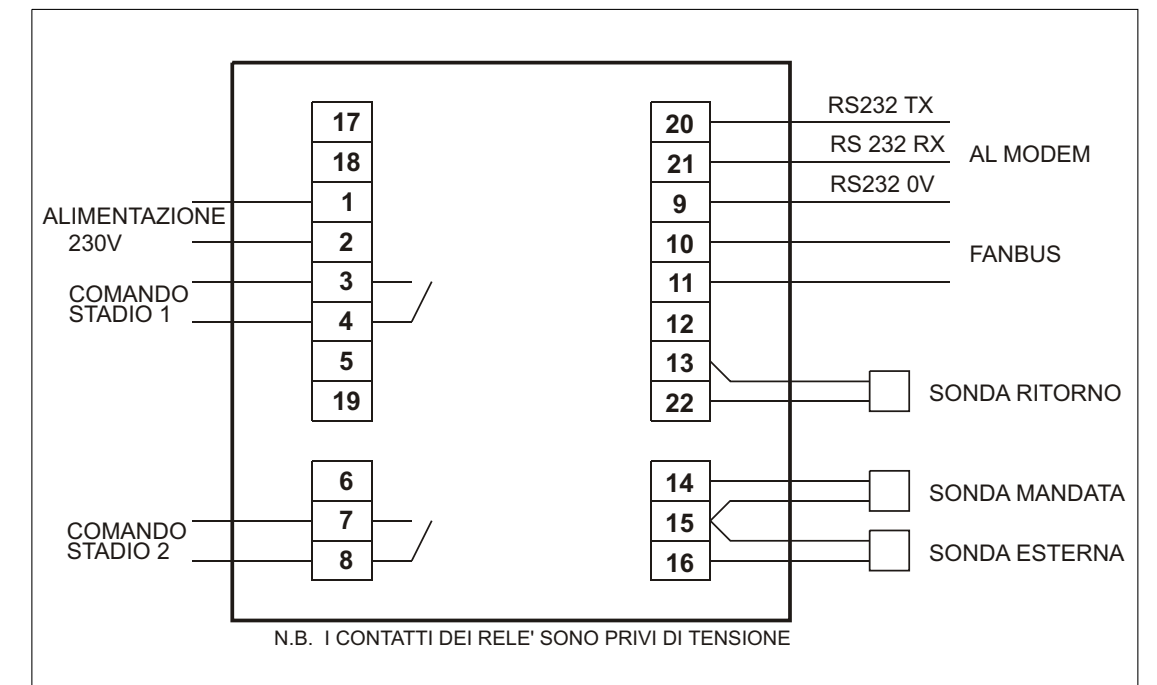 17
18
1
2
3
4
5
19
6
7
8
ALIMENTAZIONE
230V
COMANDO
STADIO 1
COMANDO
STADIO 2
20
21
9
10
11
12
13
22
14
15
16
RS232 TX
RS 232 RX
RS232 0V
AL MODEM
FANBUS
SONDA RITORNO
SONDA MANDATA
SONDA ESTERNA
N.B. I CONTATTI DEI RELE' SONO PRIVI DI TENSIONE